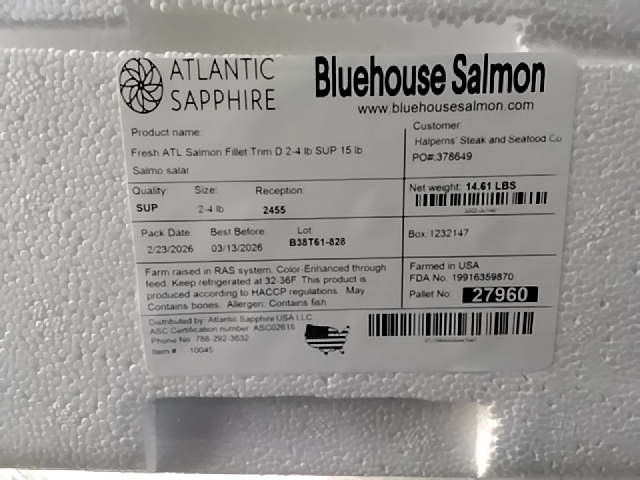 ATLANTIC
SAPPHIRE
Bluehouse Salmon
www.bluehousesalmon.com
Product name:
Fresh ATL Salmon Fillet Trim D 2-4 lb SUP 15 lb
Salmo salar
Customer:
Halperns' Steak and Seafood Co
PO#:378649
Quality: Size: Reception:
SUP 2-4 lb 2455
Net weight: 14.61 LBS
Pack Date Best Before: Lot:
2/23/2026 03/13/2026 B38T61-828
Box:1232147
Farm raised in RAS system. Color-Enhanced through
feed. Keep refrigerated at 32-36F. This product is
produced according to HACCP regulations. May
Contains bones. Allergen: Contains fish.
Farmed in USA
FDA No. 19916359870
Pallet No: 27960
Distributed by: Atlantic Sapphire USA LLC
ASC Certification number: ASC02618
Phone No: 786-292-3632
Item #: 10045